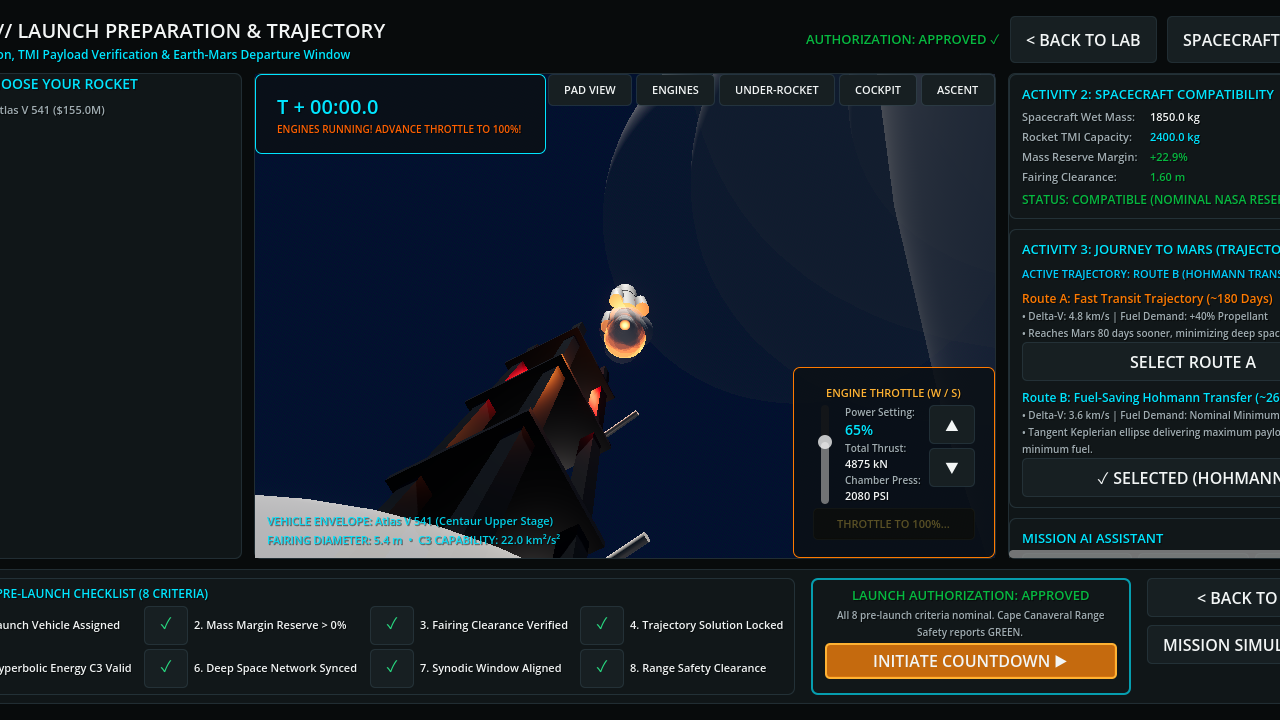 // LAUNCH PREPARATION & TRAJECTORY
on, TMI Payload Verification & Earth-Mars Departure Window
AUTHORIZATION: APPROVED ✓
< BACK TO LAB
SPACECRAFT
OOSE YOUR ROCKET
tlas V 541 ($155.0M)
T + 00:00.0
ENGINES RUNNING! ADVANCE THROTTLE TO 100%!
PAD VIEW
ENGINES
UNDER-ROCKET
COCKPIT
ASCENT
ENGINE THROTTLE (W / S)
Power Setting:
65%
Total Thrust:
4875 kN
Chamber Press:
2080 PSI
▲
▼
THROTTLE TO 100%...
VEHICLE ENVELOPE: Atlas V 541 (Centaur Upper Stage)
FAIRING DIAMETER: 5.4 m • C3 CAPABILITY: 22.0 km²/s²
ACTIVITY 2: SPACECRAFT COMPATIBILITY
Spacecraft Wet Mass: 1850.0 kg
Rocket TMI Capacity: 2400.0 kg
Mass Reserve Margin: +22.9%
Fairing Clearance: 1.60 m
STATUS: COMPATIBLE (NOMINAL NASA RESE
ACTIVITY 3: JOURNEY TO MARS (TRAJECTO
ACTIVE TRAJECTORY: ROUTE B (HOHMANN TRANS
Route A: Fast Transit Trajectory (~180 Days)
• Delta-V: 4.8 km/s | Fuel Demand: +40% Propellant
• Reaches Mars 80 days sooner, minimizing deep spac
SELECT ROUTE A
Route B: Fuel-Saving Hohmann Transfer (~26
• Delta-V: 3.6 km/s | Fuel Demand: Nominal Minimum
• Tangent Keplerian ellipse delivering maximum paylo
minimum fuel.
✓ SELECTED (HOHMANN
MISSION AI ASSISTANT
PRE-LAUNCH CHECKLIST (8 CRITERIA)
aunch Vehicle Assigned
✓ 2. Mass Margin Reserve > 0%
✓ 3. Fairing Clearance Verified
✓ 4. Trajectory Solution Locked
yperbolic Energy C3 Valid
✓ 6. Deep Space Network Synced
✓ 7. Synodic Window Aligned
✓ 8. Range Safety Clearance
LAUNCH AUTHORIZATION: APPROVED
All 8 pre-launch criteria nominal. Cape Canaveral Range
Safety reports GREEN.
INITIATE COUNTDOWN ▶
< BACK TO
MISSION SIMUL